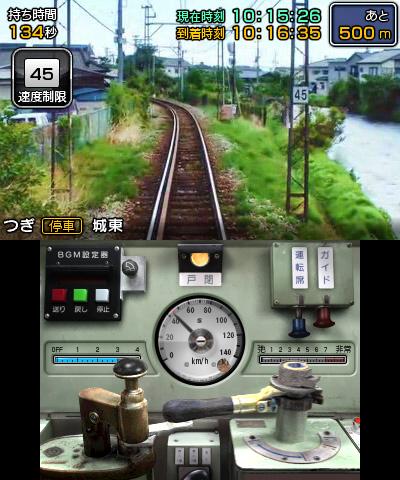 持ち時間
134秒
現在時刻 10:15:26
到着時刻 10:16:35
あと
500m
45
速度制限
45
つぎ 停車 城東
BGM設定器
送り 戻し 停止
戸閉
運転席
ガイド
0 20 40 60 80 100 120 140
S
km/h
OFF 1 2 3 4
弛 1 2 3 4 5 6 7 8 非常